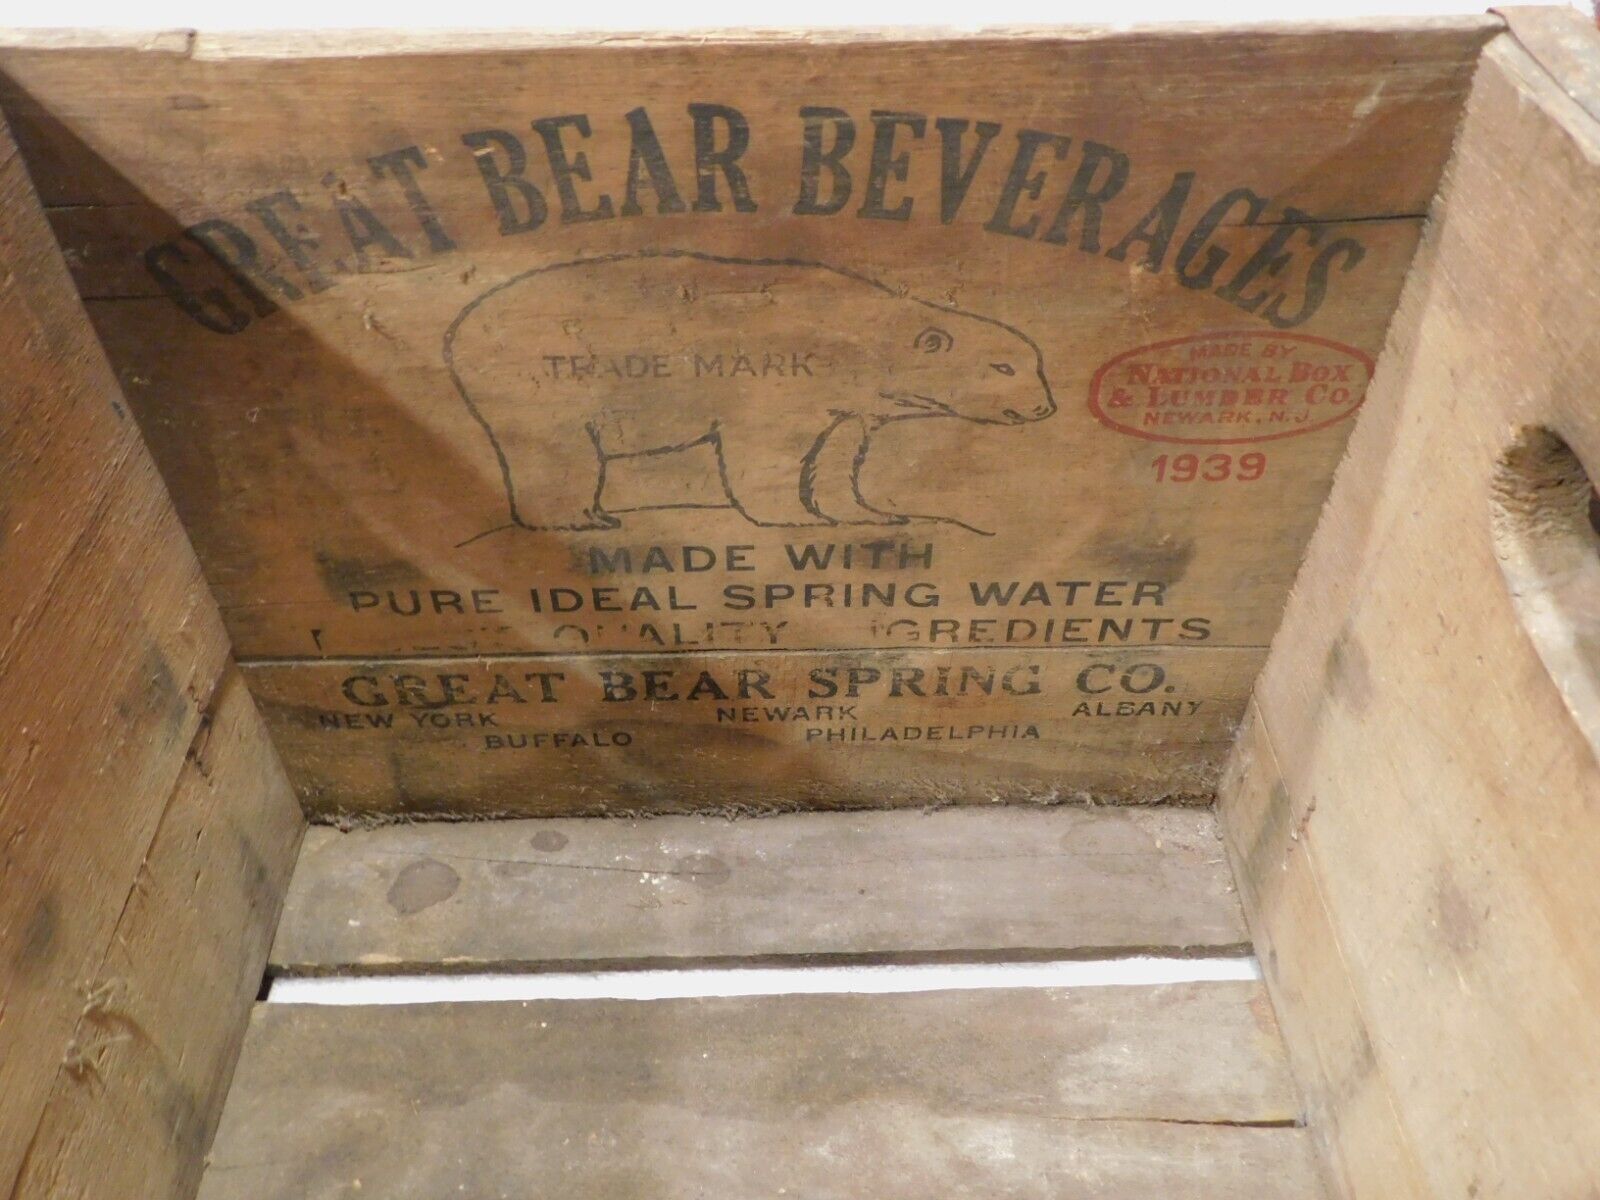 GREAT BEAR BEVERAGES
TRADE MARK
MADE BY
NATIONAL BOX
& LUMBER CO.
NEWARK, N.J.
1939
MADE WITH
PURE IDEAL SPRING WATER
QUALITY INGREDIENTS
GREAT BEAR SPRING CO.
NEW YORK NEWARK ALBANY
BUFFALO PHILADELPHIA